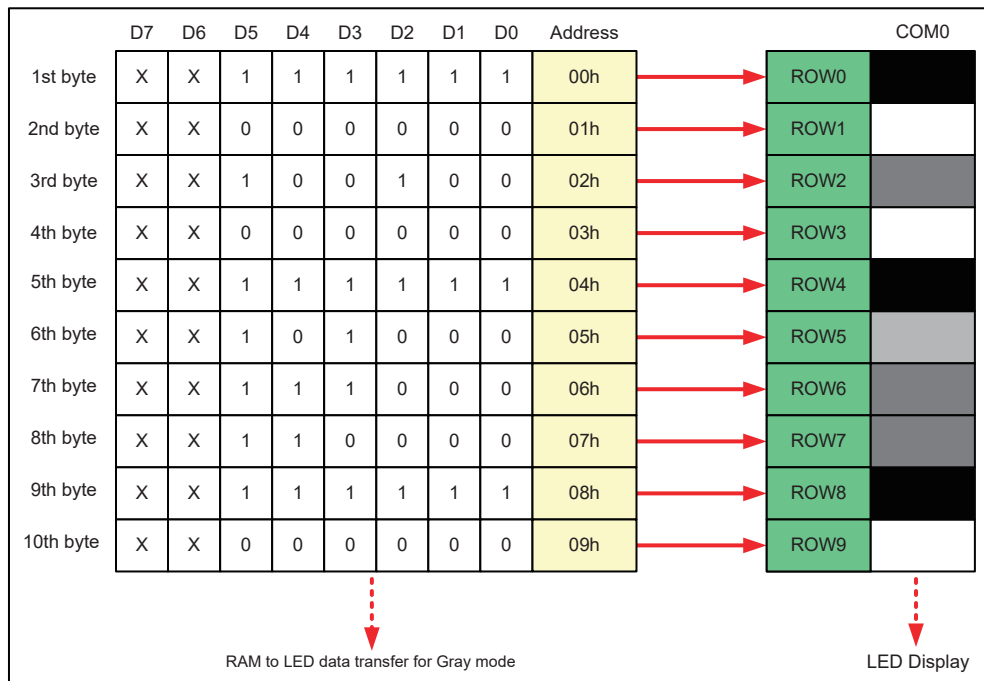 D7 D6 D5 D4 D3 D2 D1 D0 Address COM0
1st byte X X 1 1 1 1 1 1 00h ROW0
2nd byte X X 0 0 0 0 0 0 01h ROW1
3rd byte X X 1 0 0 1 0 0 02h ROW2
4th byte X X 0 0 0 0 0 0 03h ROW3
5th byte X X 1 1 1 1 1 1 04h ROW4
6th byte X X 1 0 1 0 0 0 05h ROW5
7th byte X X 1 1 1 0 0 0 06h ROW6
8th byte X X 1 1 0 0 0 0 07h ROW7
9th byte X X 1 1 1 1 1 1 08h ROW8
10th byte X X 0 0 0 0 0 0 09h ROW9
RAM to LED data transfer for Gray mode LED Display